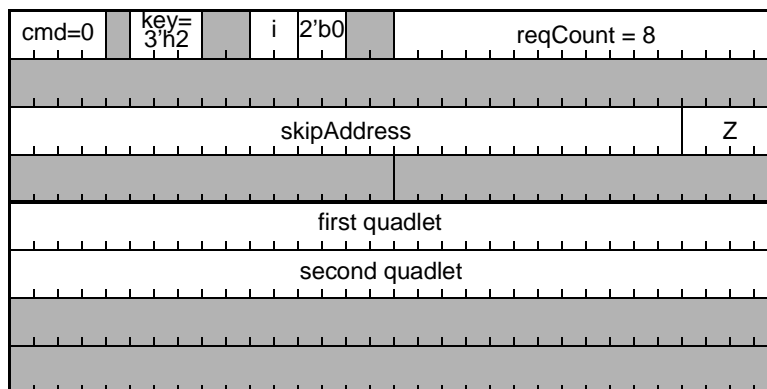 cmd=0 key= 3'h2 i 2'b0 reqCount = 8
skipAddress Z
first quadlet
second quadlet